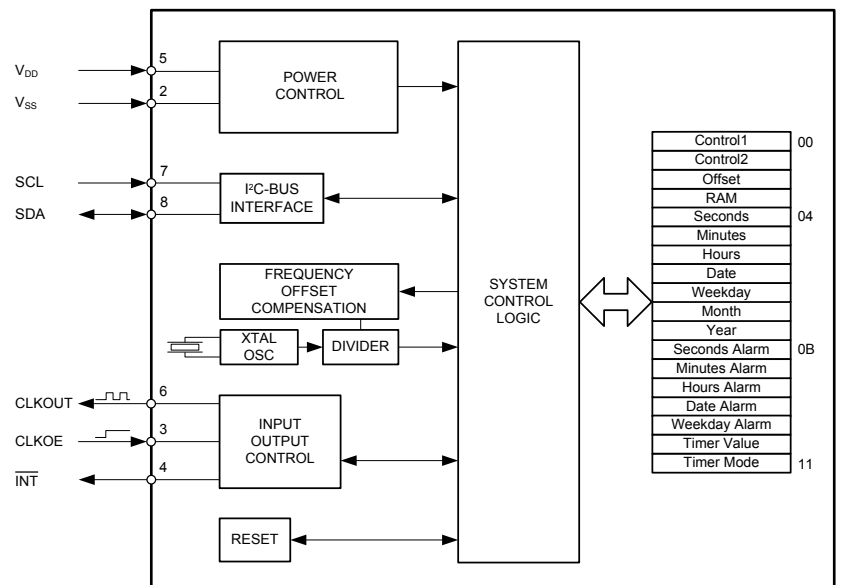 V_DD
5
V_SS
2
POWER
CONTROL
SCL
7
SDA
8
I²C-BUS
INTERFACE
FREQUENCY
OFFSET
COMPENSATION
XTAL
OSC
DIVIDER
CLKOUT
6
CLKOE
3
INT
4
INPUT
OUTPUT
CONTROL
RESET
SYSTEM
CONTROL
LOGIC
Control1 00
Control2
Offset
RAM
Seconds 04
Minutes
Hours
Date
Weekday
Month
Year
Seconds Alarm 0B
Minutes Alarm
Hours Alarm
Date Alarm
Weekday Alarm
Timer Value
Timer Mode 11